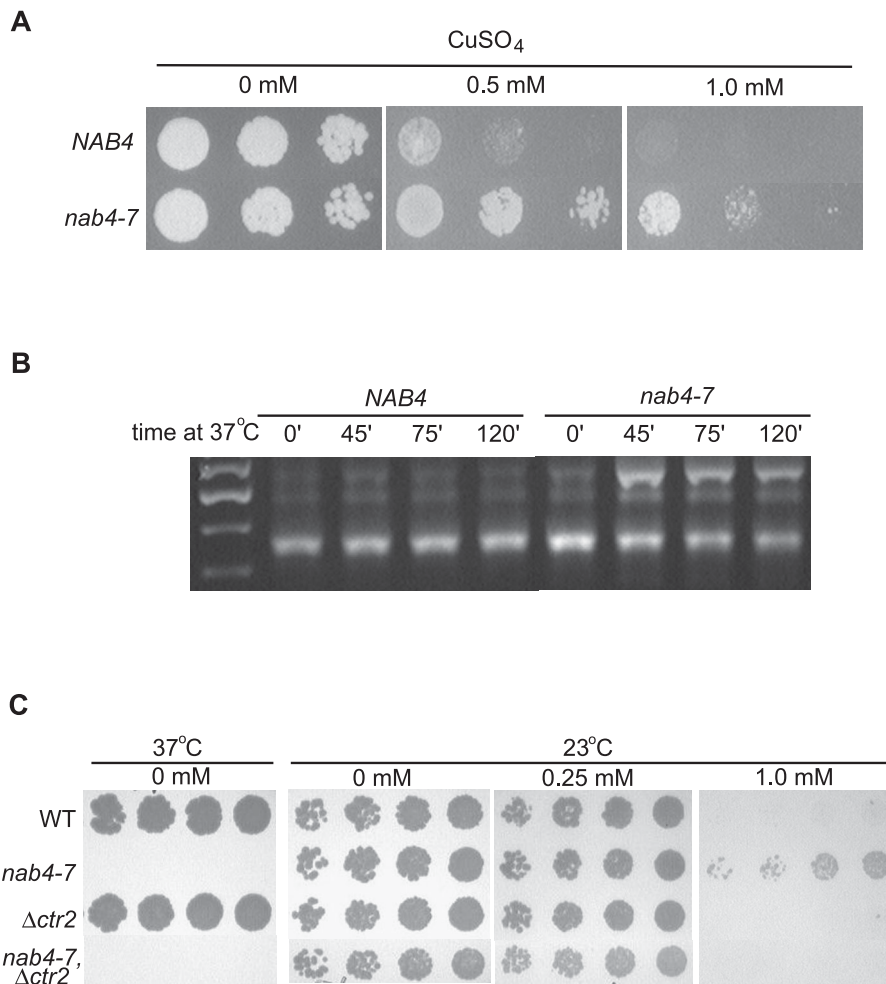 A
CuSO4
0 mM 0.5 mM 1.0 mM
NAB4
nab4-7
B
NAB4 nab4-7
time at 37°C 0' 45' 75' 120' 0' 45' 75' 120'
C
37°C 23°C
0 mM 0 mM 0.25 mM 1.0 mM
WT
nab4-7
Δctr2
nab4-7,
Δctr2